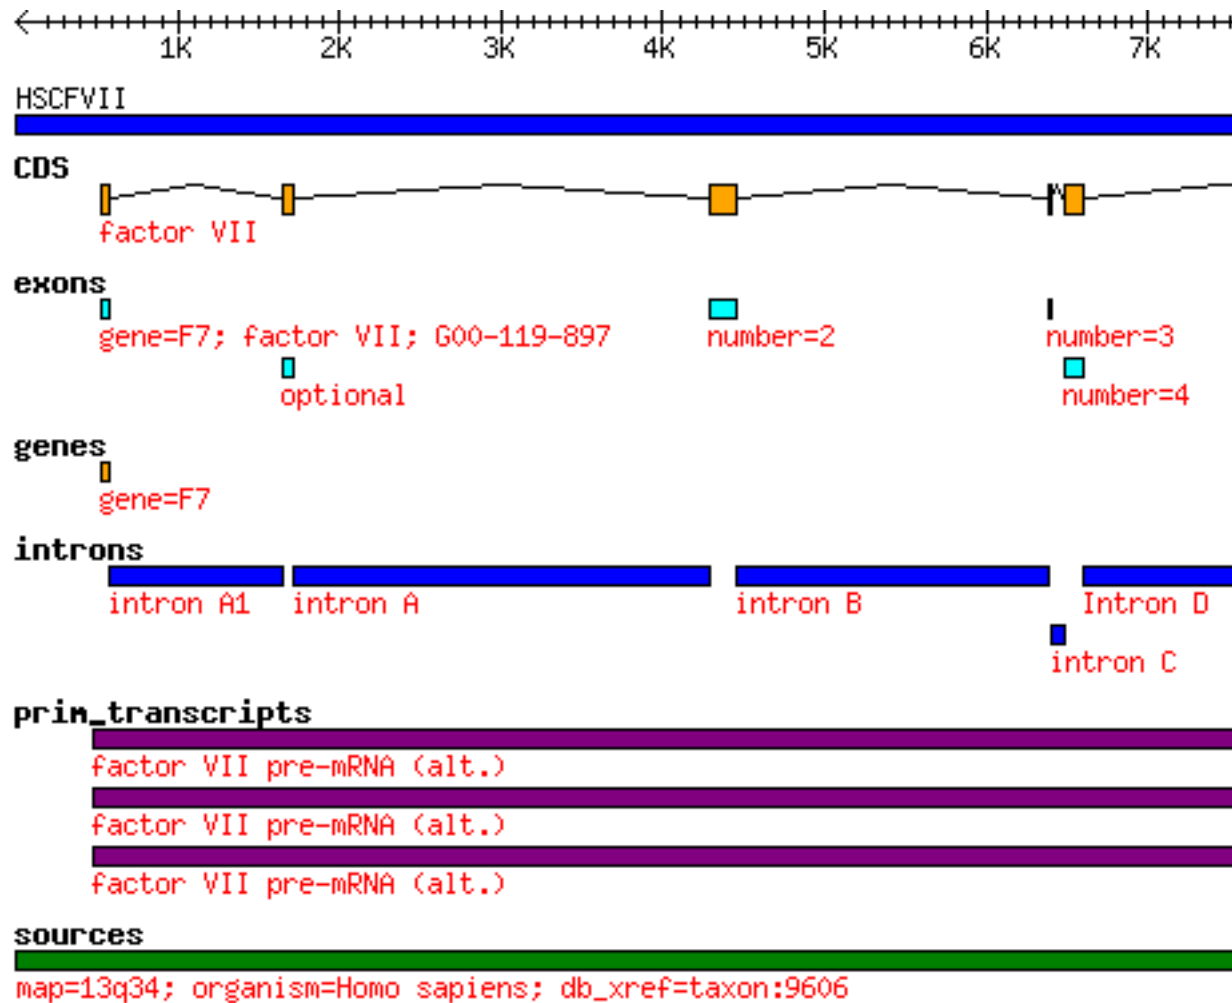 1K 2K 3K 4K 5K 6K 7K
HSCFVII
CDS
factor VII
exons
gene=F7; factor VII; G00-119-897 number=2 number=3
optional number=4
genes
gene=F7
introns
intron A1 intron A intron B Intron D
intron C
prim_transcripts
factor VII pre-mRNA (alt.)
factor VII pre-mRNA (alt.)
factor VII pre-mRNA (alt.)
sources
map=13q34; organism=Homo sapiens; db_xref=taxon:9606